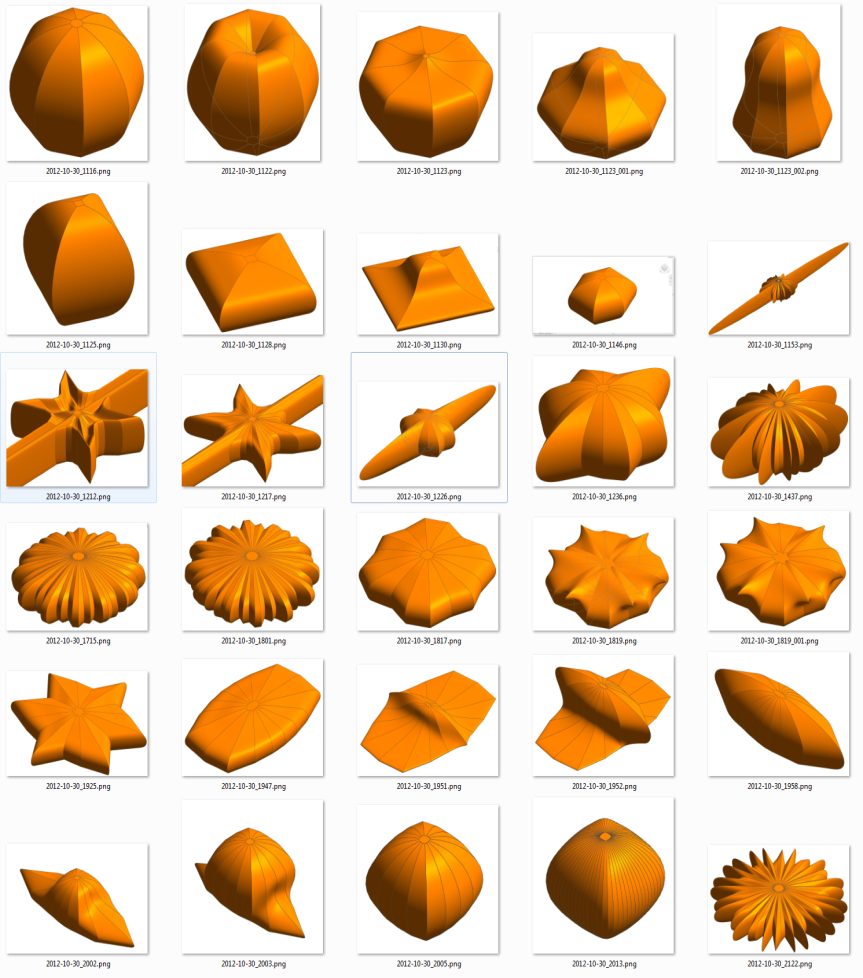 2012-10-30_1116.png
2012-10-30_1122.png
2012-10-30_1123.png
2012-10-30_1123_001.png
2012-10-30_1123_002.png
2012-10-30_1125.png
2012-10-30_1128.png
2012-10-30_1130.png
2012-10-30_1146.png
2012-10-30_1153.png
2012-10-30_1212.png
2012-10-30_1217.png
2012-10-30_1226.png
2012-10-30_1236.png
2012-10-30_1437.png
2012-10-30_1715.png
2012-10-30_1801.png
2012-10-30_1817.png
2012-10-30_1819.png
2012-10-30_1819_001.png
2012-10-30_1925.png
2012-10-30_1947.png
2012-10-30_1951.png
2012-10-30_1952.png
2012-10-30_1958.png
2012-10-30_2002.png
2012-10-30_2003.png
2012-10-30_2005.png
2012-10-30_2013.png
2012-10-30_2122.png